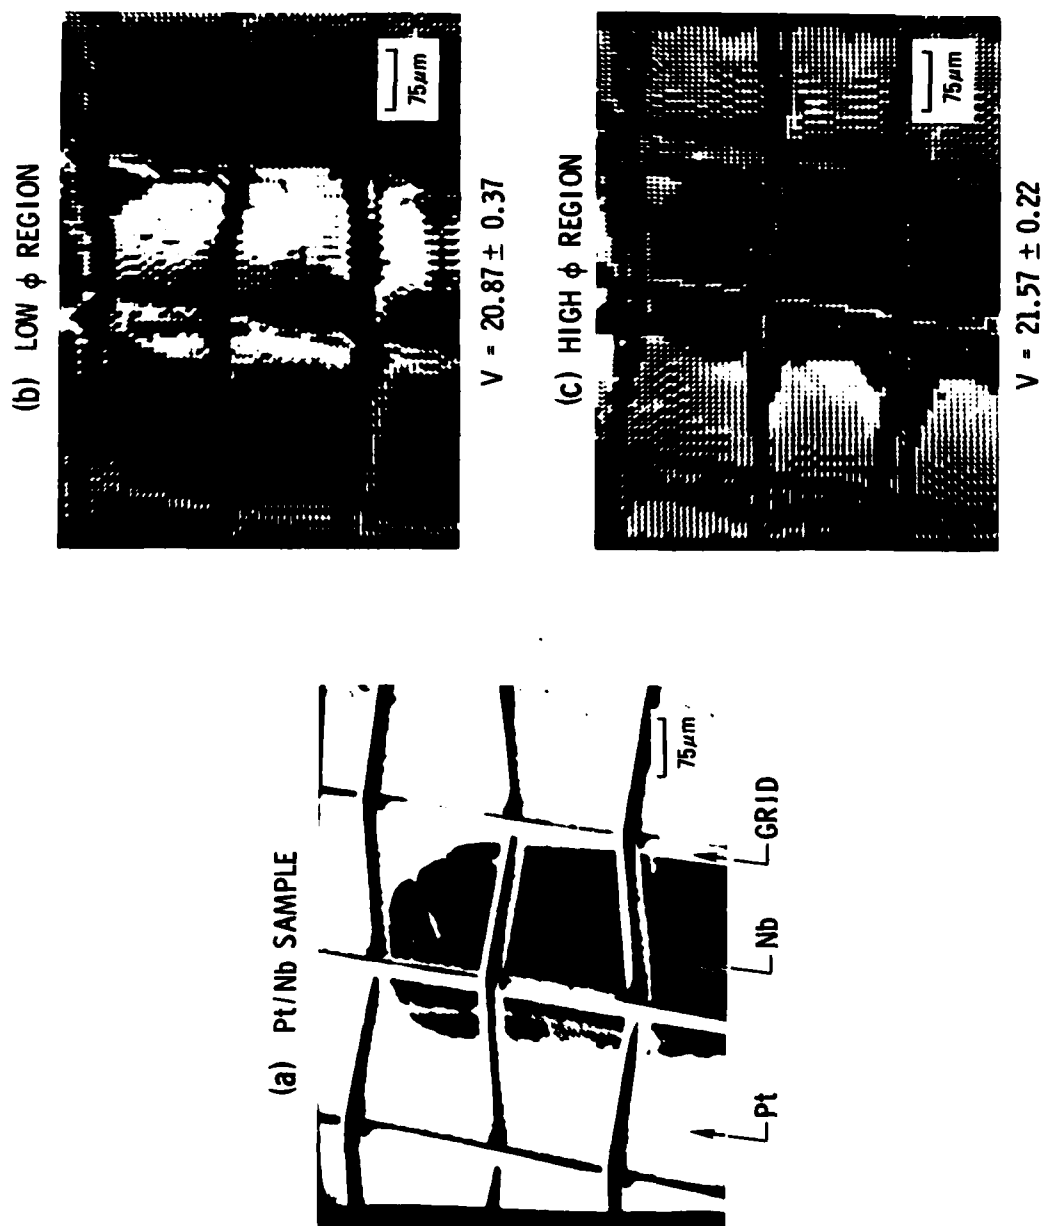 (a) Pt/Nb SAMPLE
75μm
Pt
Nb
GRID
(b) LOW ϕ REGION
75μm
V = 20.87 ± 0.37
(c) HIGH ϕ REGION
75μm
V = 21.57 ± 0.22